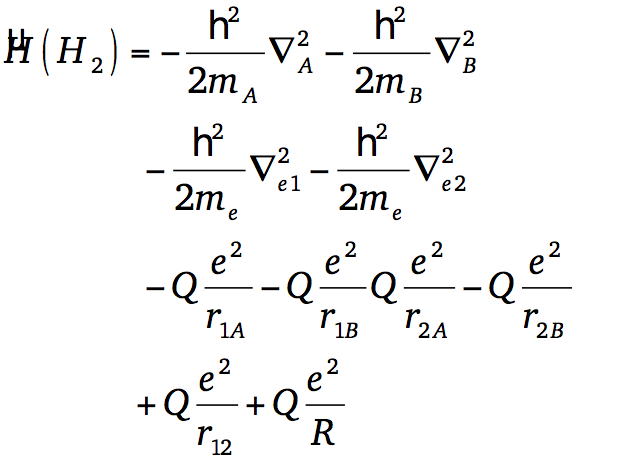 Ĥ(H₂) = −h²/2m_A ∇²_A − h²/2m_B ∇²_B
− h²/2m_e ∇²_e1 − h²/2m_e ∇²_e2
−Q e²/r_1A − Q e²/r_1B Q e²/r_2A − Q e²/r_2B
+Q e²/r_12 + Q e²/R